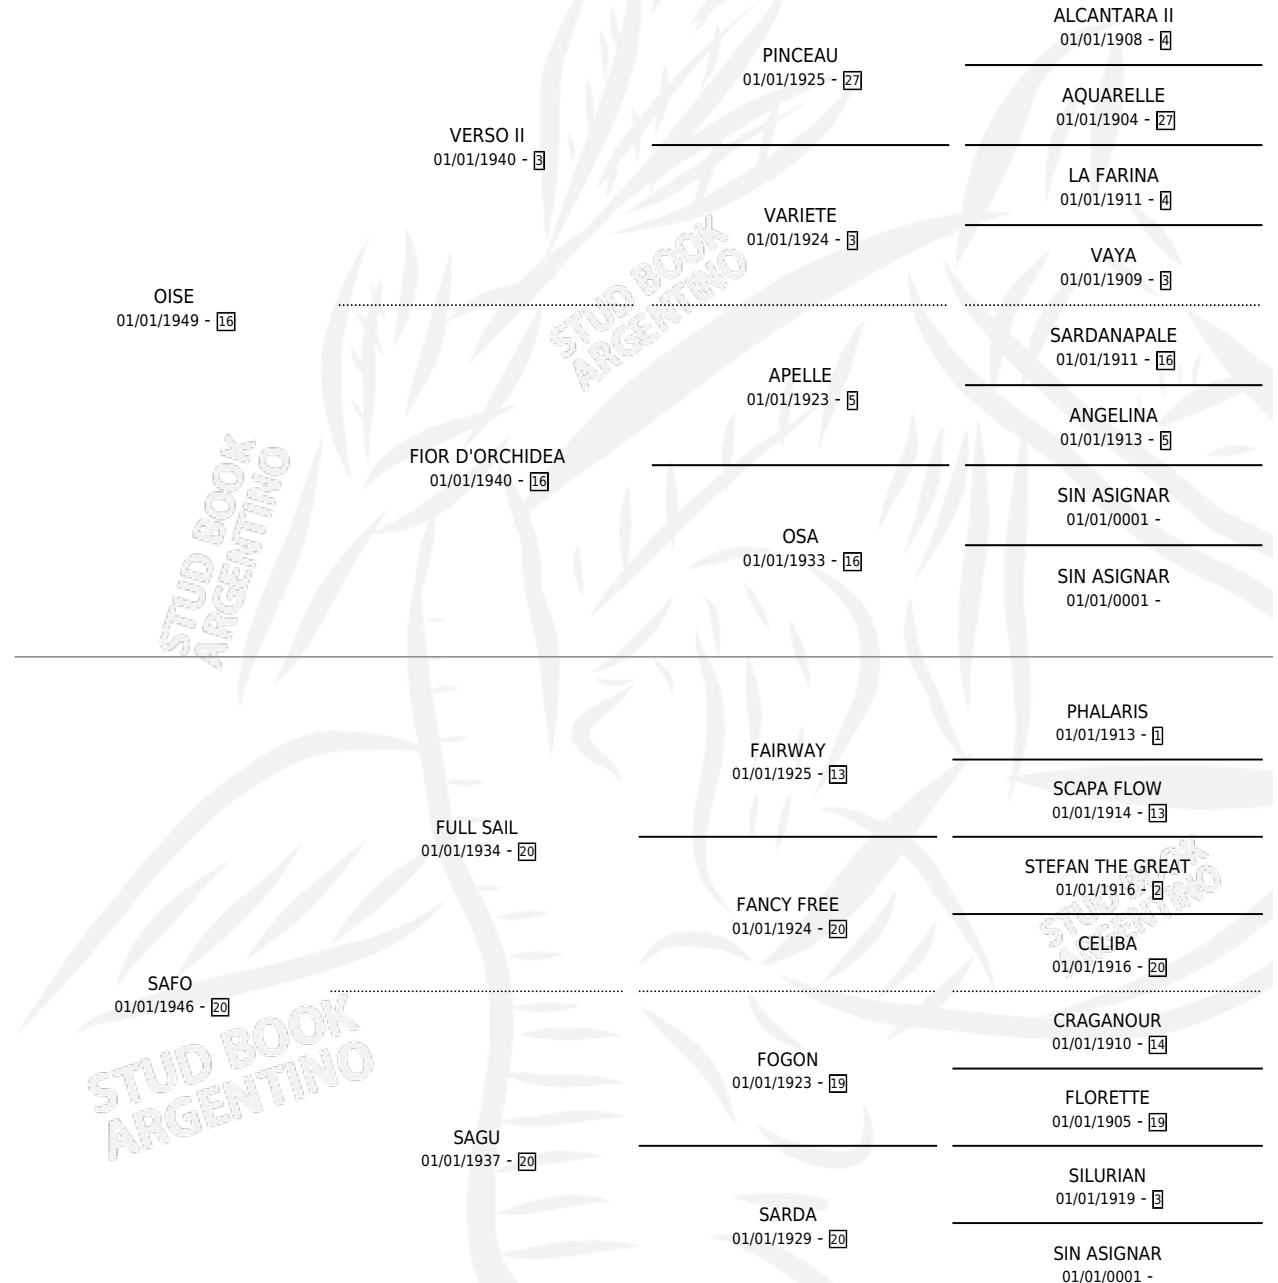 ALCANTARA II
01/01/1908 - 4
PINCEAU
01/01/1925 - 27
AQUARELLE
01/01/1904 - 27
VERSO II
01/01/1940 - 3
LA FARINA
01/01/1911 - 4
VARIETE
01/01/1924 - 3
VAYA
01/01/1909 - 3
OISE
01/01/1949 - 16
SARDANAPALE
01/01/1911 - 16
APELLE
01/01/1923 - 5
ANGELINA
01/01/1913 - 5
FIOR D'ORCHIDEA
01/01/1940 - 16
SIN ASIGNAR
01/01/0001 -
OSA
01/01/1933 - 16
SIN ASIGNAR
01/01/0001 -
PHALARIS
01/01/1913 - 1
FAIRWAY
01/01/1925 - 13
SCAPA FLOW
01/01/1914 - 13
FULL SAIL
01/01/1934 - 20
STEFAN THE GREAT
01/01/1916 - 2
FANCY FREE
01/01/1924 - 20
CELIBA
01/01/1916 - 20
SAFO
01/01/1946 - 20
CRAGANOUR
01/01/1910 - 14
FOGON
01/01/1923 - 19
FLORETTE
01/01/1905 - 19
SAGU
01/01/1937 - 20
SILURIAN
01/01/1919 - 3
SARDA
01/01/1929 - 20
SIN ASIGNAR
01/01/0001 -
STUD BOOK
ARGENTINO
STUD BOOK
ARGENTINO
STUD BOOK
ARGENTINO
STUD BOOK
ARGENTINO